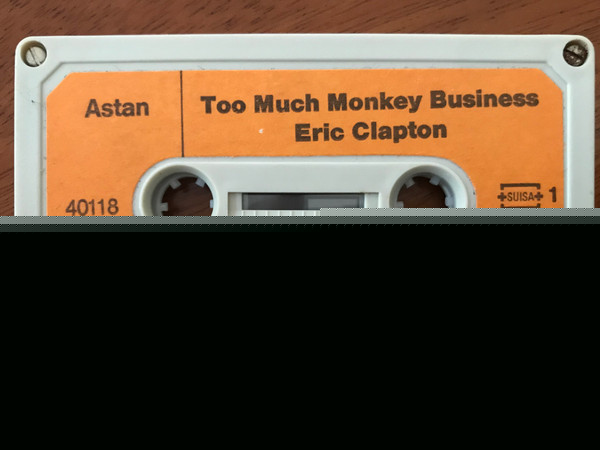 Astan
Too Much Monkey Business
Eric Clapton
40118
SUISA 1